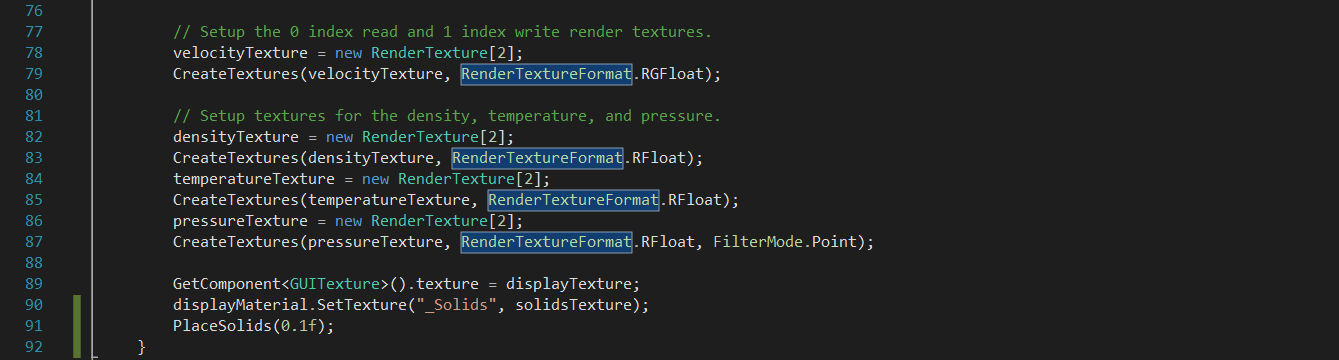 76
77 // Setup the 0 index read and 1 index write render textures.
78 velocityTexture = new RenderTexture[2];
79 CreateTextures(velocityTexture, RenderTextureFormat.RGFloat);
80
81 // Setup textures for the density, temperature, and pressure.
82 densityTexture = new RenderTexture[2];
83 CreateTextures(densityTexture, RenderTextureFormat.RFloat);
84 temperatureTexture = new RenderTexture[2];
85 CreateTextures(temperatureTexture, RenderTextureFormat.RFloat);
86 pressureTexture = new RenderTexture[2];
87 CreateTextures(pressureTexture, RenderTextureFormat.RFloat, FilterMode.Point);
88
89 GetComponent<GUITexture>().texture = displayTexture;
90 displayMaterial.SetTexture("_Solids", solidsTexture);
91 PlaceSolids(0.1f);
92 }